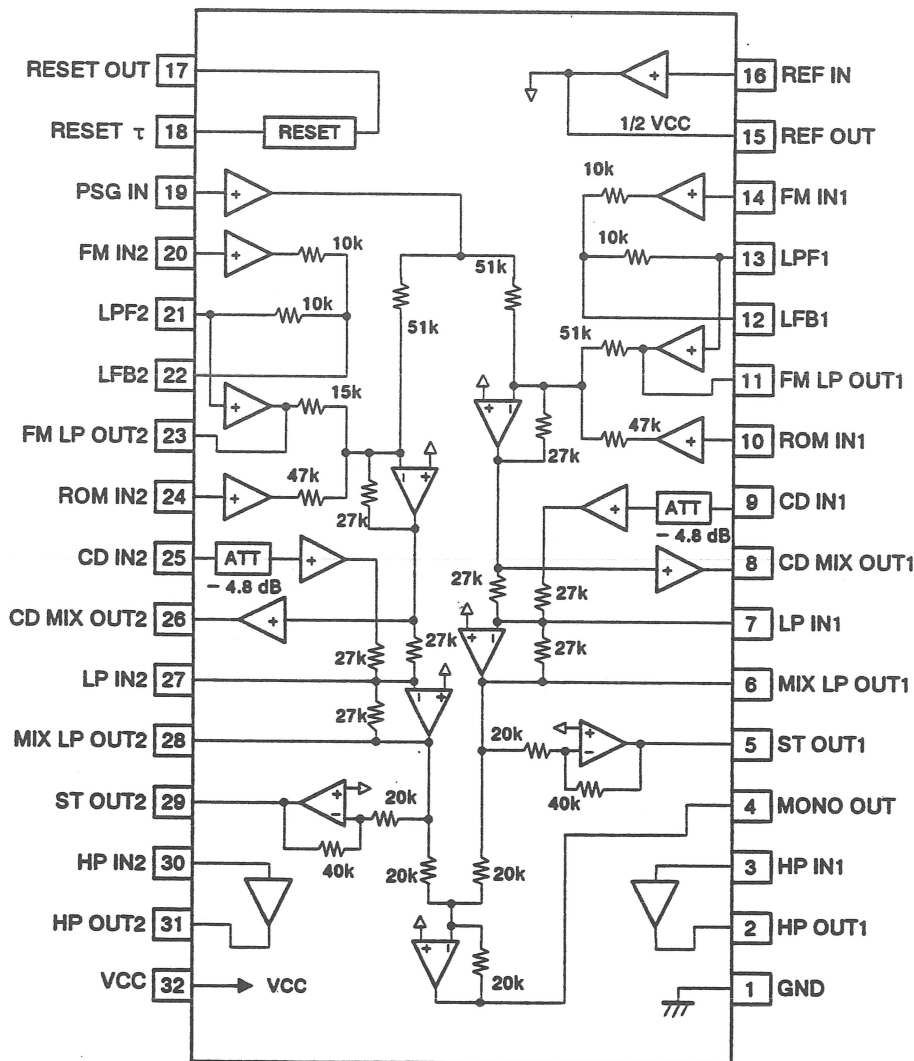 RESET OUT 17
RESET τ 18 RESET
PSG IN 19 +
FM IN2 20 + 10k
LPF2 21 10k
LFB2 22
15k
FM LP OUT2 23 +
ROM IN2 24 + 47k
CD IN2 25 ATT +
– 4.8 dB
CD MIX OUT2 26 +
LP IN2 27
MIX LP OUT2 28
ST OUT2 29
HP IN2 30
HP OUT2 31
VCC 32 VCC
51k
51k
27k
– +
27k
27k
27k
– +
+
–
20k
40k
20k
20k
+ –
20k
+ 16 REF IN
1/2 VCC
15 REF OUT
10k + 14 FM IN1
10k 13 LPF1
12 LFB1
51k +
11 FM LP OUT1
47k + 10 ROM IN1
+ –
27k
+ ATT 9 CD IN1
– 4.8 dB
+ 8 CD MIX OUT1
27k
27k
+ –
7 LP IN1
27k
6 MIX LP OUT1
20k
+
–
5 ST OUT1
40k
4 MONO OUT
3 HP IN1
2 HP OUT1
1 GND